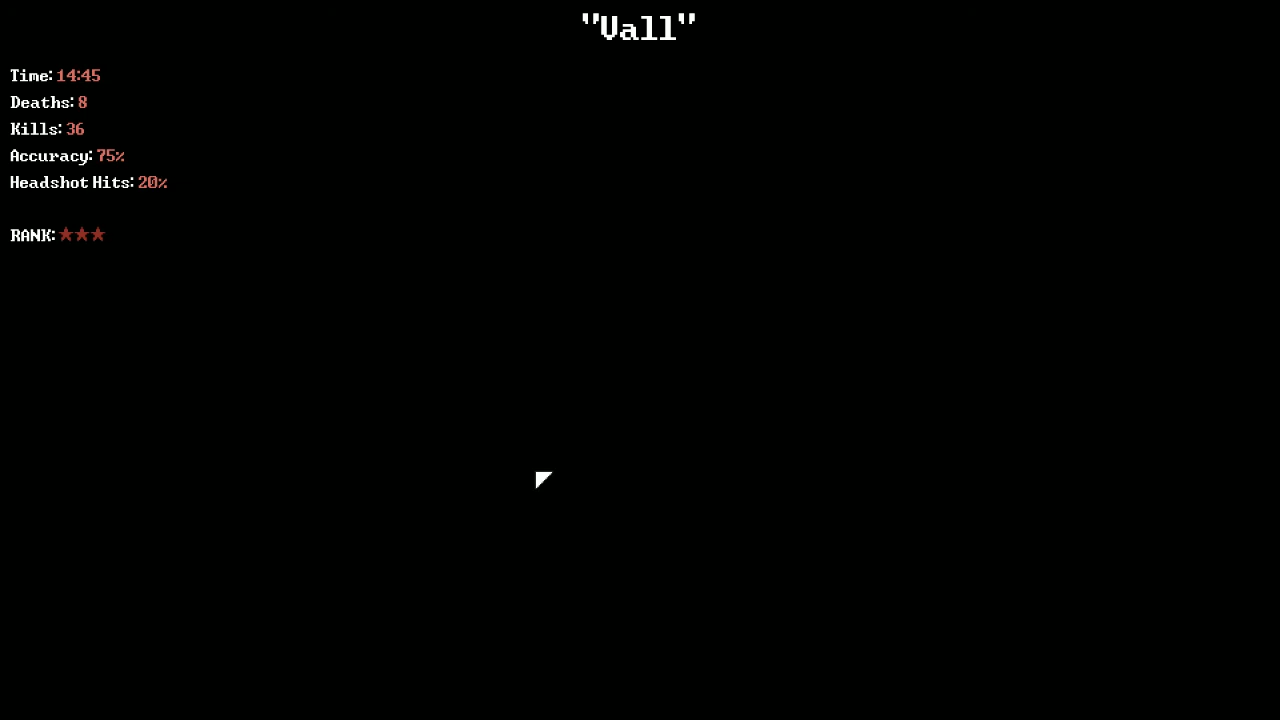 "Vall"
Time: 14:45
Deaths: 8
Kills: 36
Accuracy: 75%
Headshot Hits: 20%
RANK: ★★★